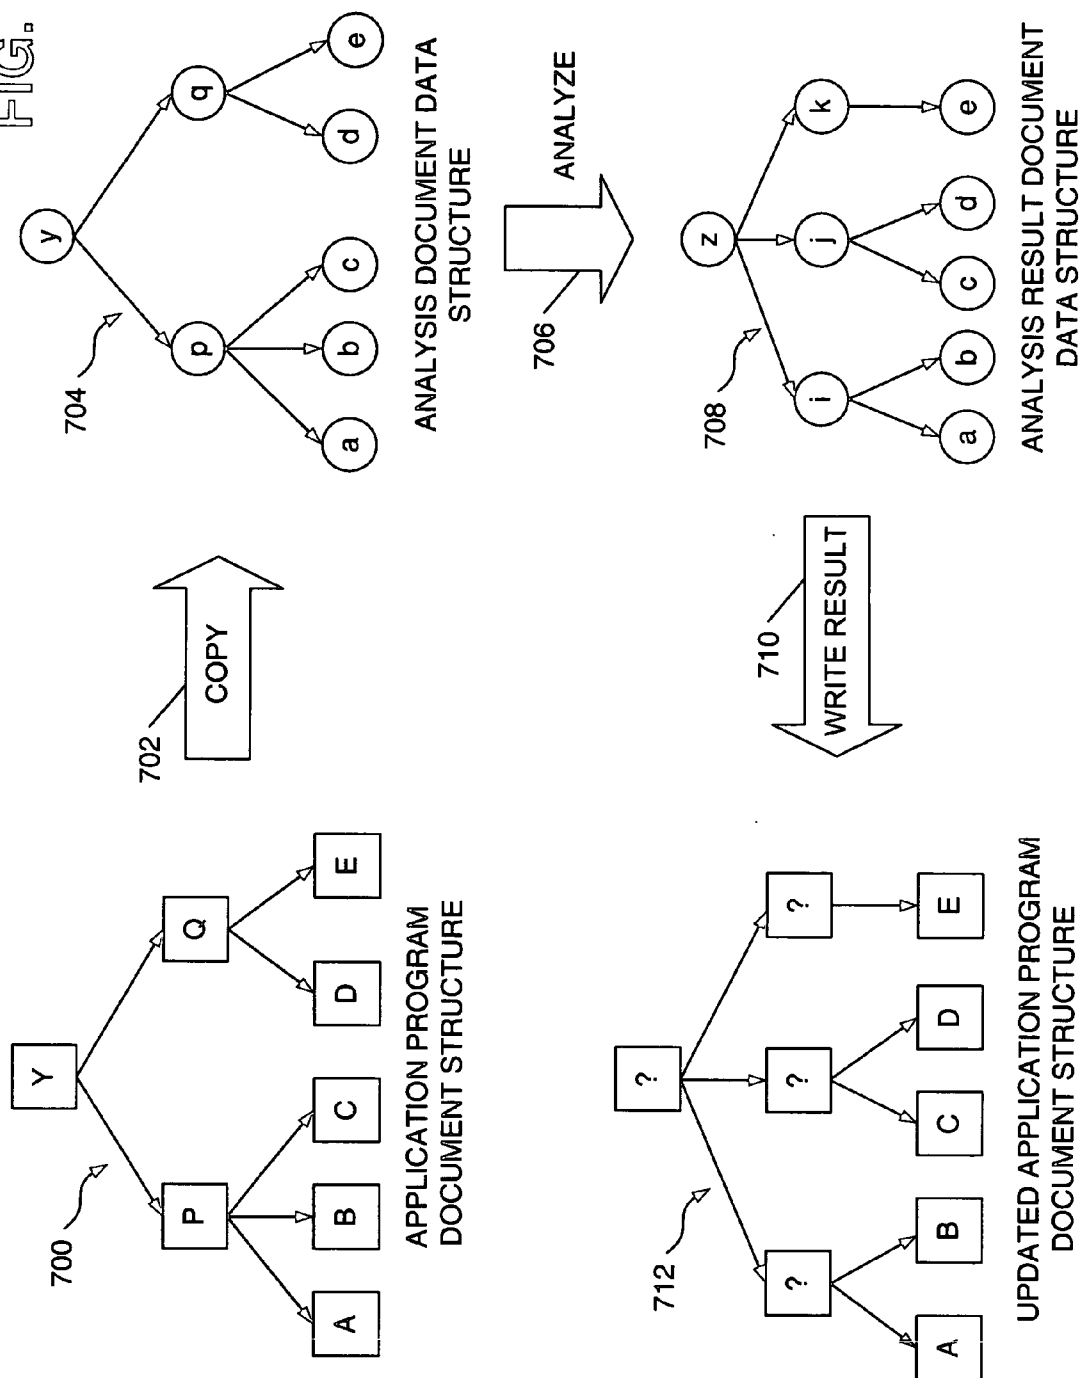 FIG.
700
Y
P
Q
A
B
C
D
E
APPLICATION PROGRAM
DOCUMENT STRUCTURE
702
COPY
704
y
p
q
a
b
c
d
e
ANALYSIS DOCUMENT DATA
STRUCTURE
706
ANALYZE
708
z
i
j
k
a
b
c
d
e
ANALYSIS RESULT DOCUMENT
DATA STRUCTURE
710
WRITE RESULT
712
?
?
?
?
A
B
C
D
E
UPDATED APPLICATION PROGRAM
DOCUMENT STRUCTURE